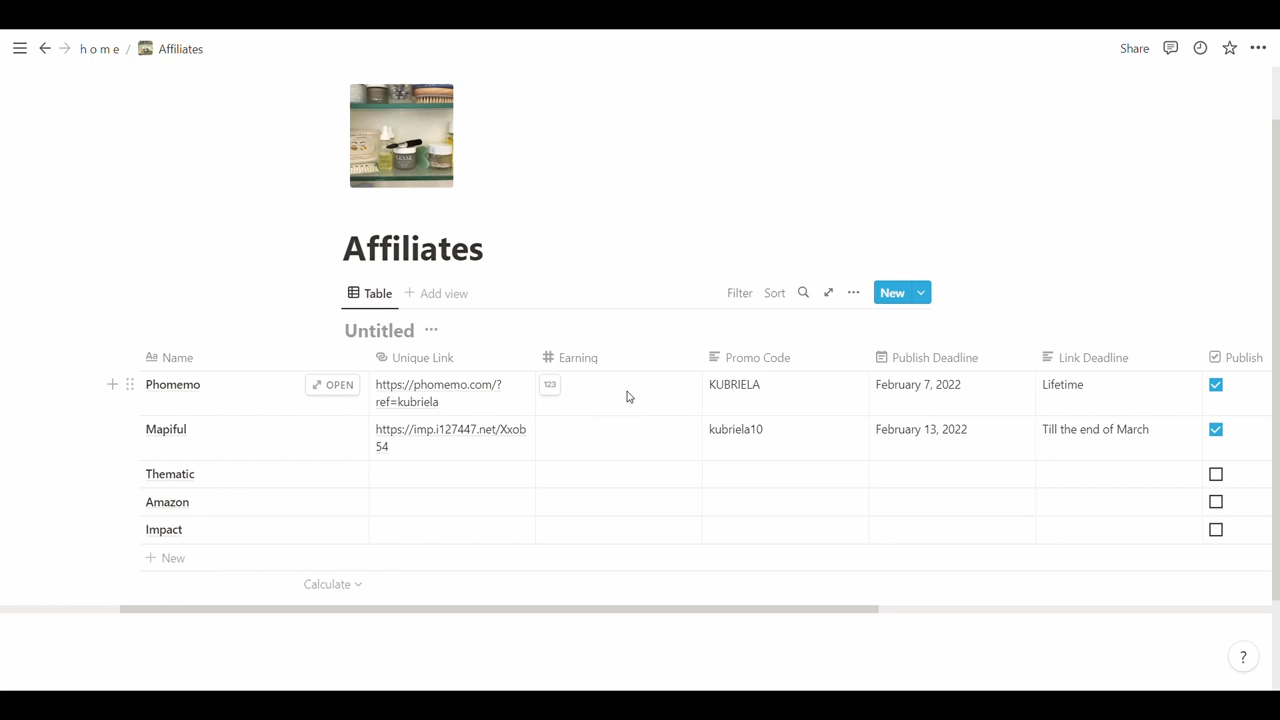 h o m e / Affiliates
Share
Affiliates
Table + Add view
Filter Sort New
Untitled
Aa Name Unique Link Earning Promo Code Publish Deadline Link Deadline Publish
Phomemo OPEN https://phomemo.com/? 123 KUBRIELA February 7, 2022 Lifetime
ref=kubriela
Mapiful https://imp.i127447.net/Xxob kubriela10 February 13, 2022 Till the end of March
54
Thematic
Amazon
Impact
+ New
Calculate
?